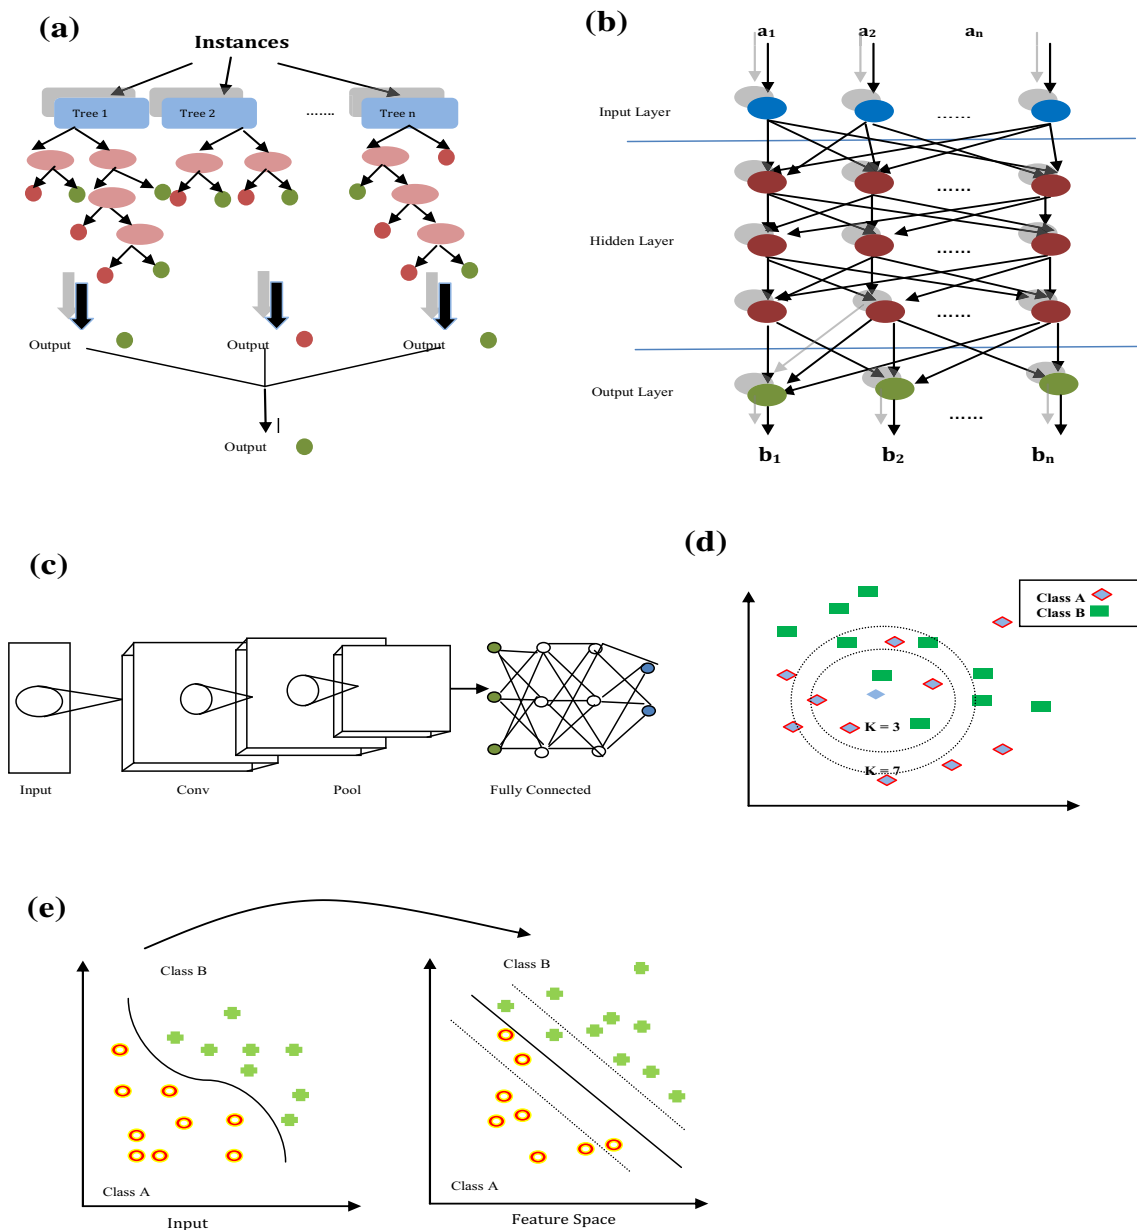 (a)
Instances
Tree 1
Tree 2
.......
Tree n
Output
Output
Output
Output
(b)
a1
a2
an
Input Layer
......
......
Hidden Layer
......
......
Output Layer
......
b1
b2
bn
(c)
Input
Conv
Pool
Fully Connected
(d)
Class A
Class B
K = 3
K = 7
(e)
Class B
Class A
Input
Class B
Class A
Feature Space